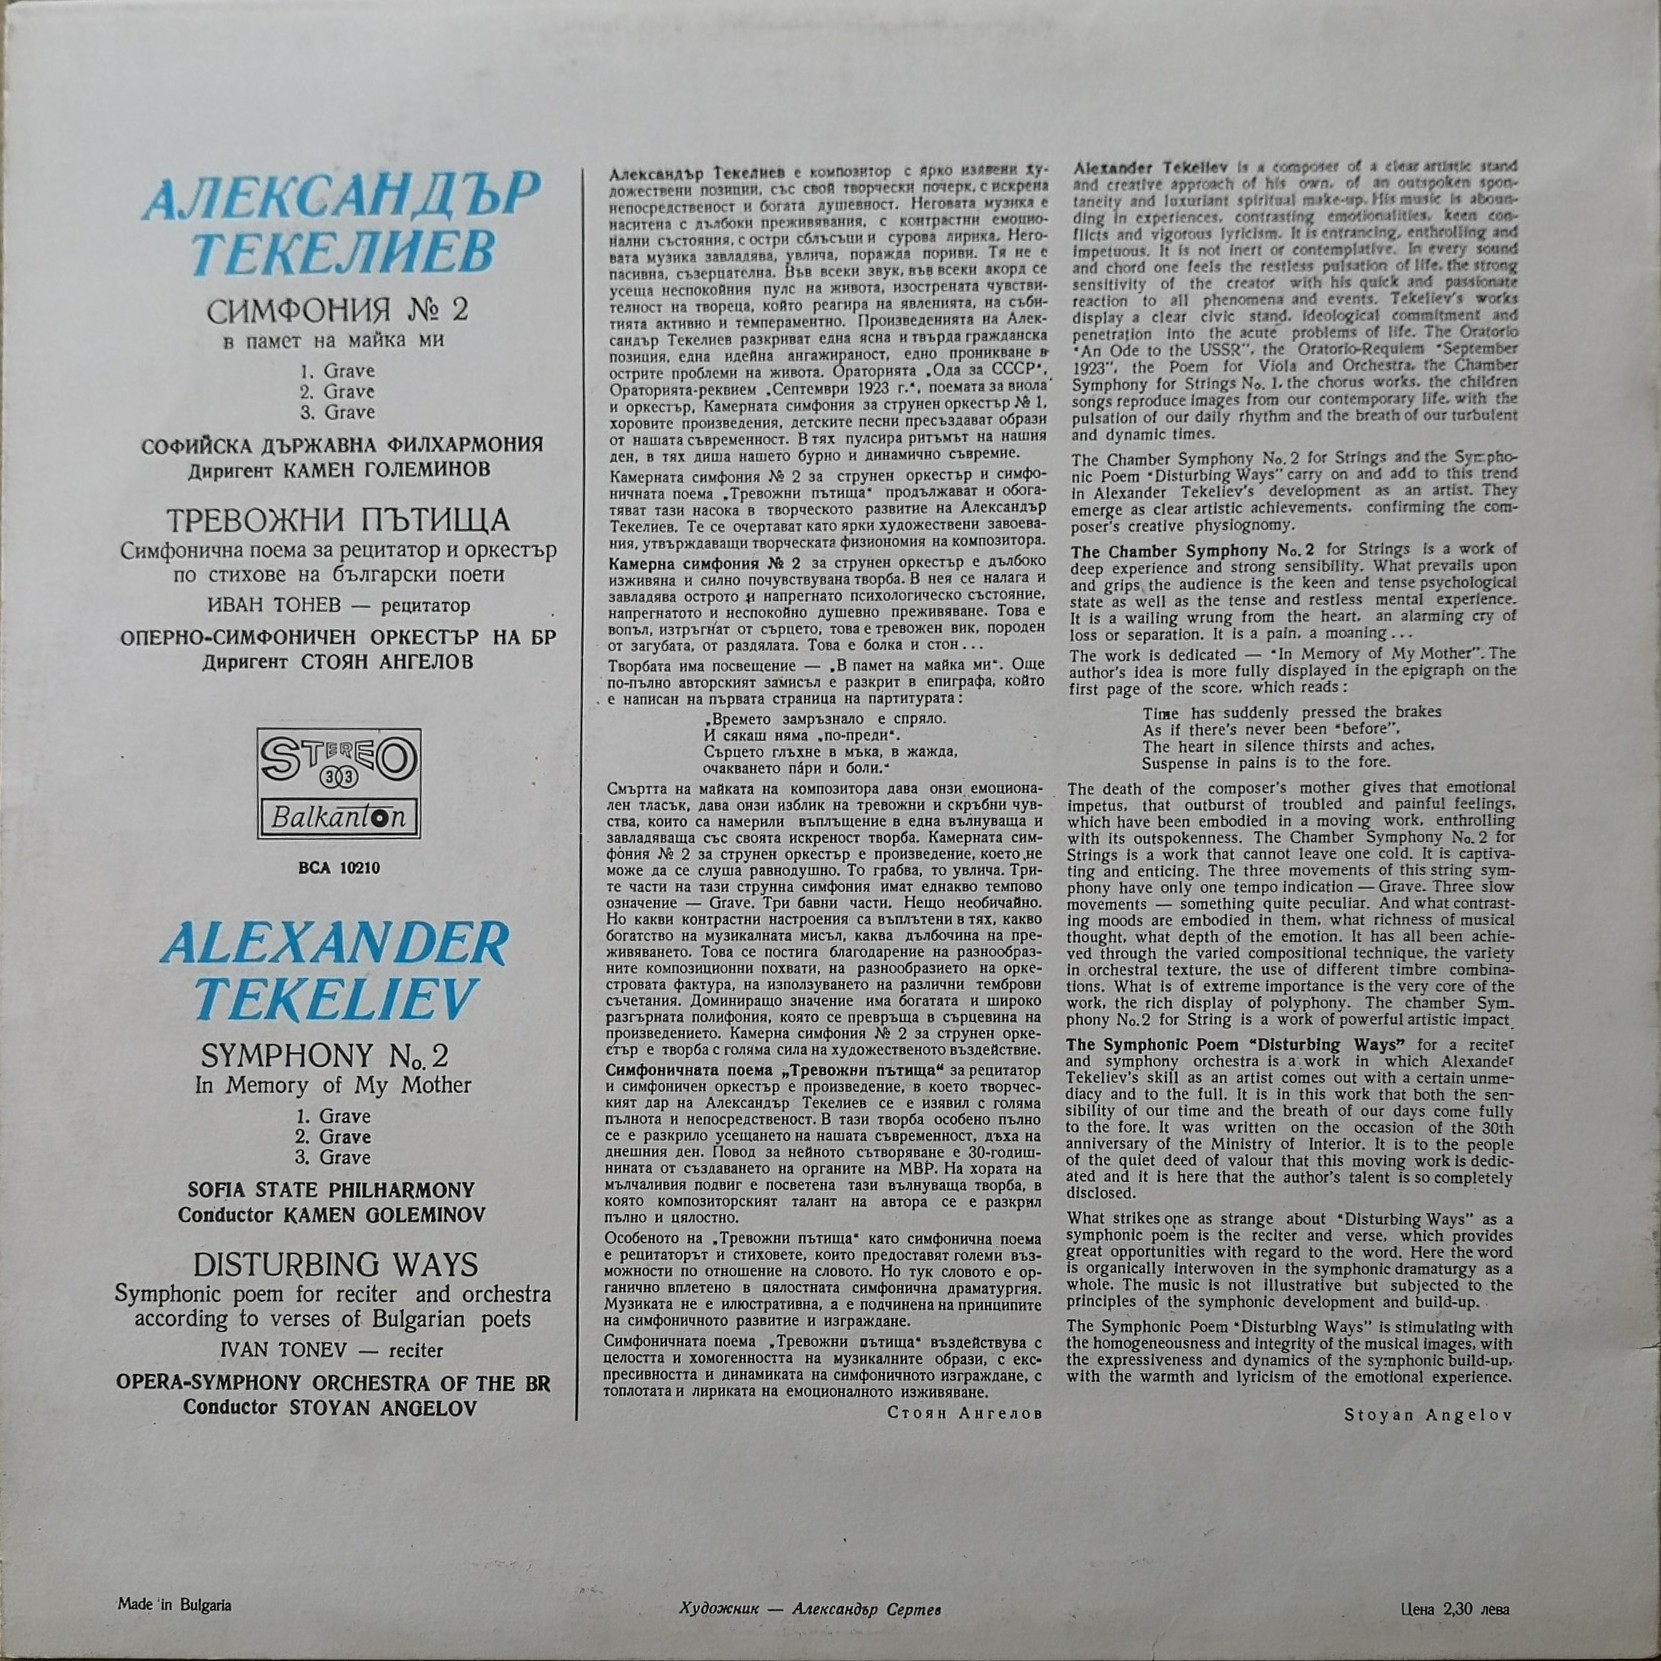 АЛЕКСАНДЪР
ТЕКЕЛИЕВ
СИМФОНИЯ № 2
в памет на майка ми
1. Grave
2. Grave
3. Grave
СОФИЙСКА ДЪРЖАВНА ФИЛХАРМОНИЯ
Диригент КАМЕН ГОЛЕМИНОВ
ТРЕВОЖНИ ПЪТИЩА
Симфонична поема за рецитатор и оркестър
по стихове на български поети
ИВАН ТОНЕВ — рецитатор
ОПЕРНО-СИМФОНИЧЕН ОРКЕСТЪР НА БР
Диригент СТОЯН АНГЕЛОВ
STEREO
33
Balkanton
ВСА 10210
ALEXANDER
TEKELIEV
SYMPHONY No. 2
In Memory of My Mother
1. Grave
2. Grave
3. Grave
SOFIA STATE PHILHARMONY
Conductor KAMEN GOLEMINOV
DISTURBING WAYS
Symphonic poem for reciter and orchestra
according to verses of Bulgarian poets
IVAN TONEV — reciter
OPERA-SYMPHONY ORCHESTRA OF THE BR
Conductor STOYAN ANGELOV
Александър Текелиев е композитор с ярко изявени ху-
дожествени позиции, със свой творчески почерк, с искрена
непосредственост и богата душевност. Неговата музика е
наситена с дълбоки преживявания, с контрастни емоцио-
нални състояния, с остри сблъсъци и сурова лирика. Него-
вата музика завладява, увлича, поражда пориви. Тя не е
пасивна, съзерцателна. Във всеки звук, във всеки акорд се
усеща неспокойния пулс на живота, изострената чувстви-
телност на твореца, който реагира на явленията, на съби-
тията активно и темпераментно. Произведенията на Алек-
сандър Текелиев разкриват една ясна и твърда гражданска
позиция, една идейна ангажираност, едно проникване в
острите проблеми на живота. Ораторията „Ода за СССР“,
Ораторията-реквием „Септември 1923 г.“, поемата за виола
и оркестър, Камерната симфония за струнен оркестър № 1,
хоровите произведения, детските песни пресъздават образи
от нашата съвременност. В тях пулсира ритъмът на нашия
ден, в тях диша нашето бурно и динамично съвремие.
Камерната симфония № 2 за струнен оркестър и симфо-
ничната поема „Тревожни пътища“ продължават и обога-
тяват тази насока в творческото развитие на Александър
Текелиев. Те се очертават като ярки художествени завоева-
ния, утвърждаващи творческата физиономия на композитора.
Камерна симфония № 2 за струнен оркестър е дълбоко
изживяна и силно почувствувана творба. В нея се налага и
завладява острото и напрегнато психологическо състояние,
напрегнатото и неспокойно душевно преживяване. Това е
вопъл, изтръгнат от сърцето, това е тревожен вик, породен
от загубата, от раздялата. Това е болка и стон...
Творбата има посвещение — „В памет на майка ми“. Още
по-пълно авторският замисъл е разкрит в епиграфа, който
е написан на първата страница на партитурата:
„Времето замръзнало е спряло.
И сякаш няма „по-преди“.
Сърцето глъхне в мъка, в жажда,
очакването пáри и боли.“
Смъртта на майката на композитора дава онзи емоциона-
лен тласък, дава онзи изблик на тревожни и скръбни чув-
ства, които са намерили въплъщение в една вълнуваща и
завладяваща със своята искреност творба. Камерната сим-
фония № 2 за струнен оркестър е произведение, което не
може да се слуша равнодушно. То грабва, то увлича. Три-
те части на тази струнна симфония имат еднакво темпово
означение — Grave. Три бавни части. Нещо необичайно.
Но какви контрастни настроения са въплътени в тях, какво
богатство на музикалната мисъл, каква дълбочина на пре-
живяването. Това се постига благодарение на разнообраз-
ните композиционни похвати, на разнообразието на орке-
стровата фактура, на използуването на различни темброви
съчетания. Доминиращо значение има богатата и широко
разгърната полифония, която се превръща в сърцевина на
произведението. Камерна симфония № 2 за струнен орке-
стър е творба с голяма сила на художественото въздействие.
Симфоничната поема „Тревожни пътища“ за рецитатор
и симфоничен оркестър е произведение, в което творчес-
кият дар на Александър Текелиев се е изявил с голяма
пълнота и непосредственост. В тази творба особено пълно
се е разкрило усещането на нашата съвременност, дъха на
днешния ден. Повод за нейното сътворяване е 30-годиш-
нината от създаването на органите на МВР. На хората на
мълчаливия подвиг е посветена тази вълнуваща творба, в
която композиторският талант на автора се е разкрил
пълно и цялостно.
Особеното на „Тревожни пътища“ като симфонична поема
е рецитаторът и стиховете, които предоставят големи въз-
можности по отношение на словото. Но тук словото е ор-
ганично вплетено в цялостната симфонична драматургия.
Музиката не е илюстративна, а е подчинена на принципите
на симфоничното развитие и изграждане.
Симфоничната поема „Тревожни пътища“ въздействува с
целостта и хомогенността на музикалните образи, с екс-
пресивността и динамиката на симфоничното изграждане, с
топлотата и лириката на емоционалното изживяване.
Стоян Ангелов
Alexander Tekeliev is a composer of a clear artistic stand
and creative approach of his own, of an outspoken spon-
taneity and luxuriant spiritual make-up. His music is aboun-
ding in experiences, contrasting emotionalities, keen con-
flicts and vigorous lyricism. It is entrancing, enthrolling and
impetuous. It is not inert or contemplative. In every sound
and chord one feels the restless pulsation of life, the strong
sensitivity of the creator with his quick and passionate
reaction to all phenomena and events. Tekeliev's works
display a clear civic stand, ideological commitment and
penetration into the acute problems of life. The Oratorio
"An Ode to the USSR", the Oratorio-Requiem "September
1923", the Poem for Viola and Orchestra, the Chamber
Symphony for Strings No. 1, the chorus works, the children
songs reproduce images from our contemporary life, with the
pulsation of our daily rhythm and the breath of our turbulent
and dynamic times.
The Chamber Symphony No. 2 for Strings and the Sympho-
nic Poem "Disturbing Ways" carry on and add to this trend
in Alexander Tekeliev's development as an artist. They
emerge as clear artistic achievements, confirming the com-
poser's creative physiognomy.
The Chamber Symphony No. 2 for Strings is a work of
deep experience and strong sensibility. What prevails upon
and grips the audience is the keen and tense psychological
state as well as the tense and restless mental experience.
It is a wailing wrung from the heart, an alarming cry of
loss or separation. It is a pain, a moaning...
The work is dedicated — "In Memory of My Mother". The
author's idea is more fully displayed in the epigraph on the
first page of the score, which reads:
Time has suddenly pressed the brakes
As if there's never been "before",
The heart in silence thirsts and aches,
Suspense in pains is to the fore.
The death of the composer's mother gives that emotional
impetus, that outburst of troubled and painful feelings,
which have been embodied in a moving work, enthrolling
with its outspokenness. The Chamber Symphony No. 2 for
Strings is a work that cannot leave one cold. It is captiva-
ting and enticing. The three movements of this string sym-
phony have only one tempo indication — Grave. Three slow
movements — something quite peculiar. And what contrast-
ing moods are embodied in them, what richness of musical
thought, what depth of the emotion. It has all been achie-
ved through the varied compositional technique, the variety
in orchestral texture, the use of different timbre combina-
tions. What is of extreme importance is the very core of the
work, the rich display of polyphony. The chamber Sym-
phony No. 2 for String is a work of powerful artistic impact.
The Symphonic Poem "Disturbing Ways" for a reciter
and symphony orchestra is a work in which Alexander
Tekeliev's skill as an artist comes out with a certain unme-
diacy and to the full. It is in this work that both the sen-
sibility of our time and the breath of our days come fully
to the fore. It was written on the occasion of the 30th
anniversary of the Ministry of Interior. It is to the people
of the quiet deed of valour that this moving work is dedic-
ated and it is here that the author's talent is so completely
disclosed.
What strikes one as strange about "Disturbing Ways" as a
symphonic poem is the reciter and verse, which provides
great opportunities with regard to the word. Here the word
is organically interwoven in the symphonic dramaturgy as a
whole. The music is not illustrative but subjected to the
principles of the symphonic development and build-up.
The Symphonic Poem "Disturbing Ways" is stimulating with
the homogeneousness and integrity of the musical images, with
the expressiveness and dynamics of the symphonic build-up,
with the warmth and lyricism of the emotional experience.
Stoyan Angelov
Made in Bulgaria
Художник — Александър Сертев
Цена 2,30 лева